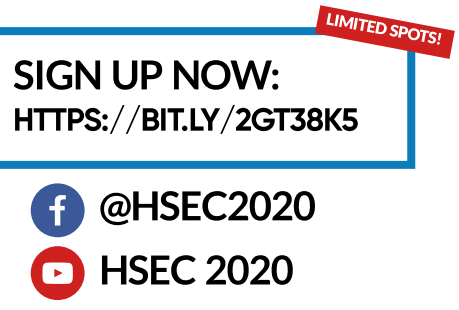 LIMITED SPOTS!
SIGN UP NOW:
HTTPS://BIT.LY/2GT38K5
@HSEC2020
HSEC 2020